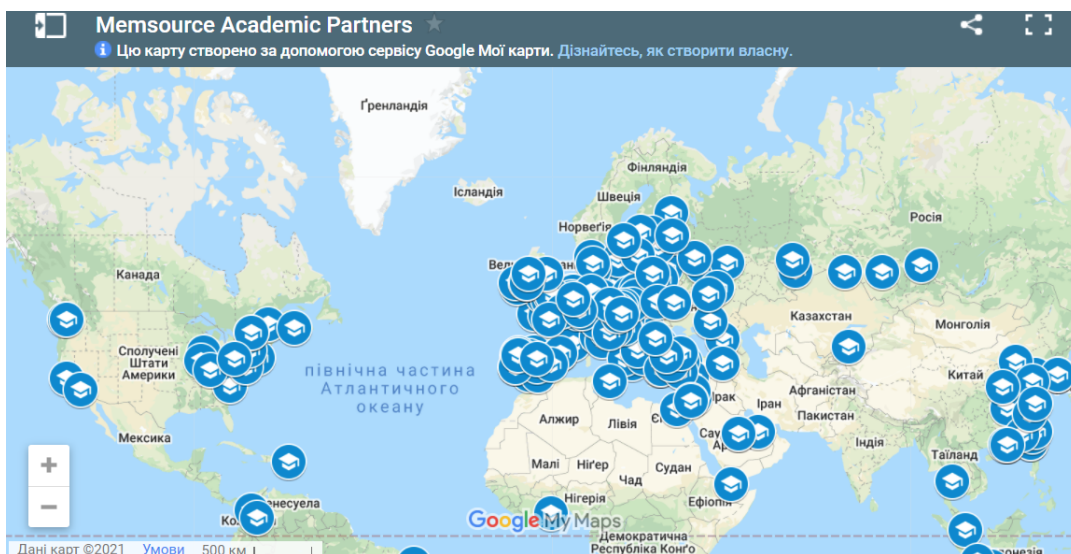 Memsource Academic Partners
Цю карту створено за допомогою сервісу Google Мої карти. Дізнайтесь, як створити власну.
Ґренландія
Фінляндія
Ісландія
Швеція
Росія
Норвегія
Канада
Казахстан
Монголія
Сполучені
Штати
Америки
північна частина
Атлантичного
океану
Китай
Афганістан
Ірак
Іран
Пакистан
Алжир
Лівія
Мексика
Індія
Таїланд
Малі
Нігер
Судан
Чад
Нігерія
Google My Maps
Демократична
Республіка Конго
Дані карт ©2021 Умови 500 км